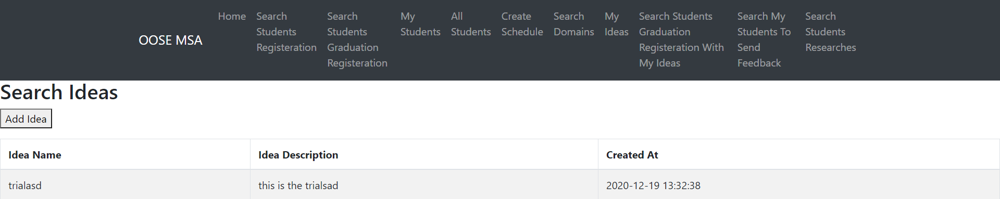 OOSE MSA
Home
Search
Students
Registeration
Search
Students
Graduation
Registeration
My
Students
All
Students
Create
Schedule
Search
Domains
My
Ideas
Search Students
Graduation
Registeration With
My Ideas
Search My
Students To
Send
Feedback
Search
Students
Researches
Search Ideas
Add Idea
Idea Name Idea Description Created At
trialasd this is the trialsad 2020-12-19 13:32:38